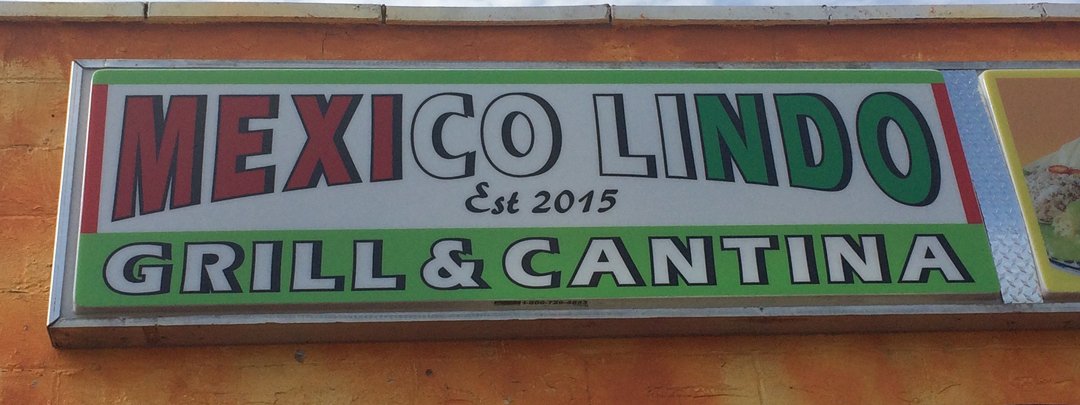 MEXICO LINDO
Est 2015
GRILL & CANTINA